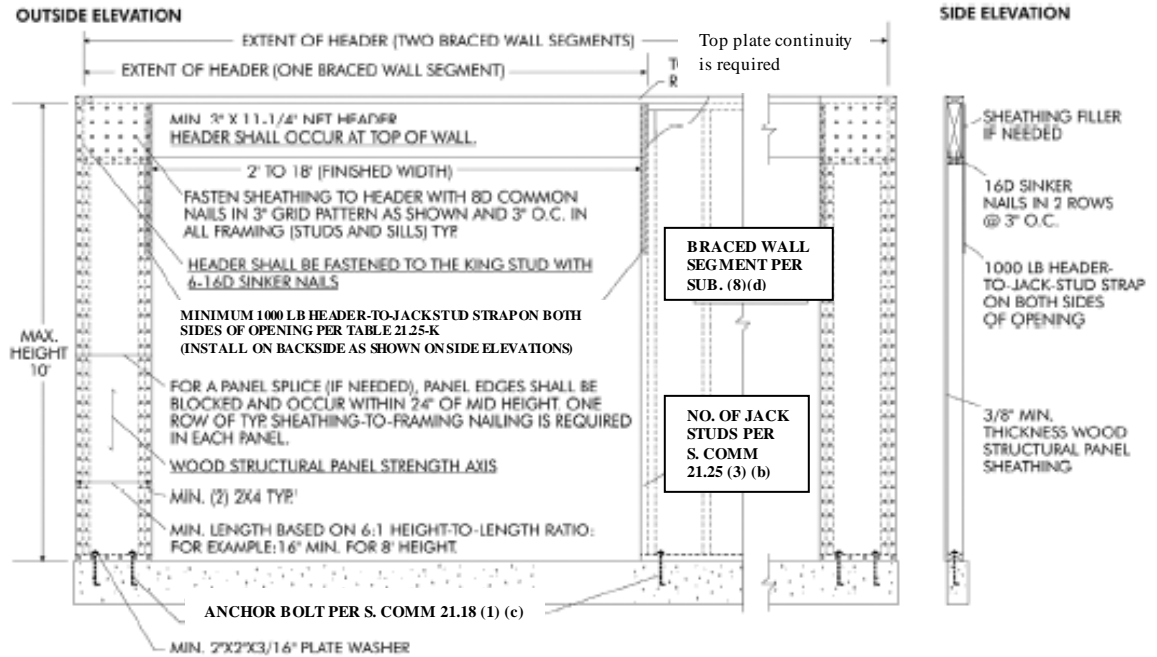 OUTSIDE ELEVATION
SIDE ELEVATION
EXTENT OF HEADER (TWO BRACED WALL SEGMENTS)
Top plate continuity
is required
EXTENT OF HEADER (ONE BRACED WALL SEGMENT)
MIN. 3" X 11-1/4" NET HEADER
HEADER SHALL OCCUR AT TOP OF WALL.
2' TO 18' (FINISHED WIDTH)
FASTEN SHEATHING TO HEADER WITH 8D COMMON
NAILS IN 3" GRID PATTERN AS SHOWN AND 3" O.C. IN
ALL FRAMING (STUDS AND SILLS) TYP.
HEADER SHALL BE FASTENED TO THE KING STUD WITH
6-16D SINKER NAILS
MINIMUM 1000 LB HEADER-TO-JACK STUD STRAP ON BOTH
SIDES OF OPENING PER TABLE 21.25-K
(INSTALL ON BACKSIDE AS SHOWN ON SIDE ELEVATIONS)
MAX.
HEIGHT
10'
FOR A PANEL SPLICE (IF NEEDED), PANEL EDGES SHALL BE
BLOCKED AND OCCUR WITHIN 24" OF MID HEIGHT. ONE
ROW OF TYP. SHEATHING-TO-FRAMING NAILING IS REQUIRED
IN EACH PANEL.
WOOD STRUCTURAL PANEL STRENGTH AXIS
MIN. (2) 2X4 TYP.
MIN. LENGTH BASED ON 6:1 HEIGHT-TO-LENGTH RATIO:
FOR EXAMPLE: 16" MIN. FOR 8' HEIGHT.
ANCHOR BOLT PER S. COMM 21.18 (1) (c)
MIN. 2"X2"X3/16" PLATE WASHER
BRACED WALL
SEGMENT PER
SUB. (8)(d)
NO. OF JACK
STUDS PER
S. COMM
21.25 (3) (b)
SHEATHING FILLER
IF NEEDED
16D SINKER
NAILS IN 2 ROWS
@ 3" O.C.
1000 LB HEADER-
TO-JACK-STUD STRAP
ON BOTH SIDES
OF OPENING
3/8" MIN.
THICKNESS WOOD
STRUCTURAL PANEL
SHEATHING